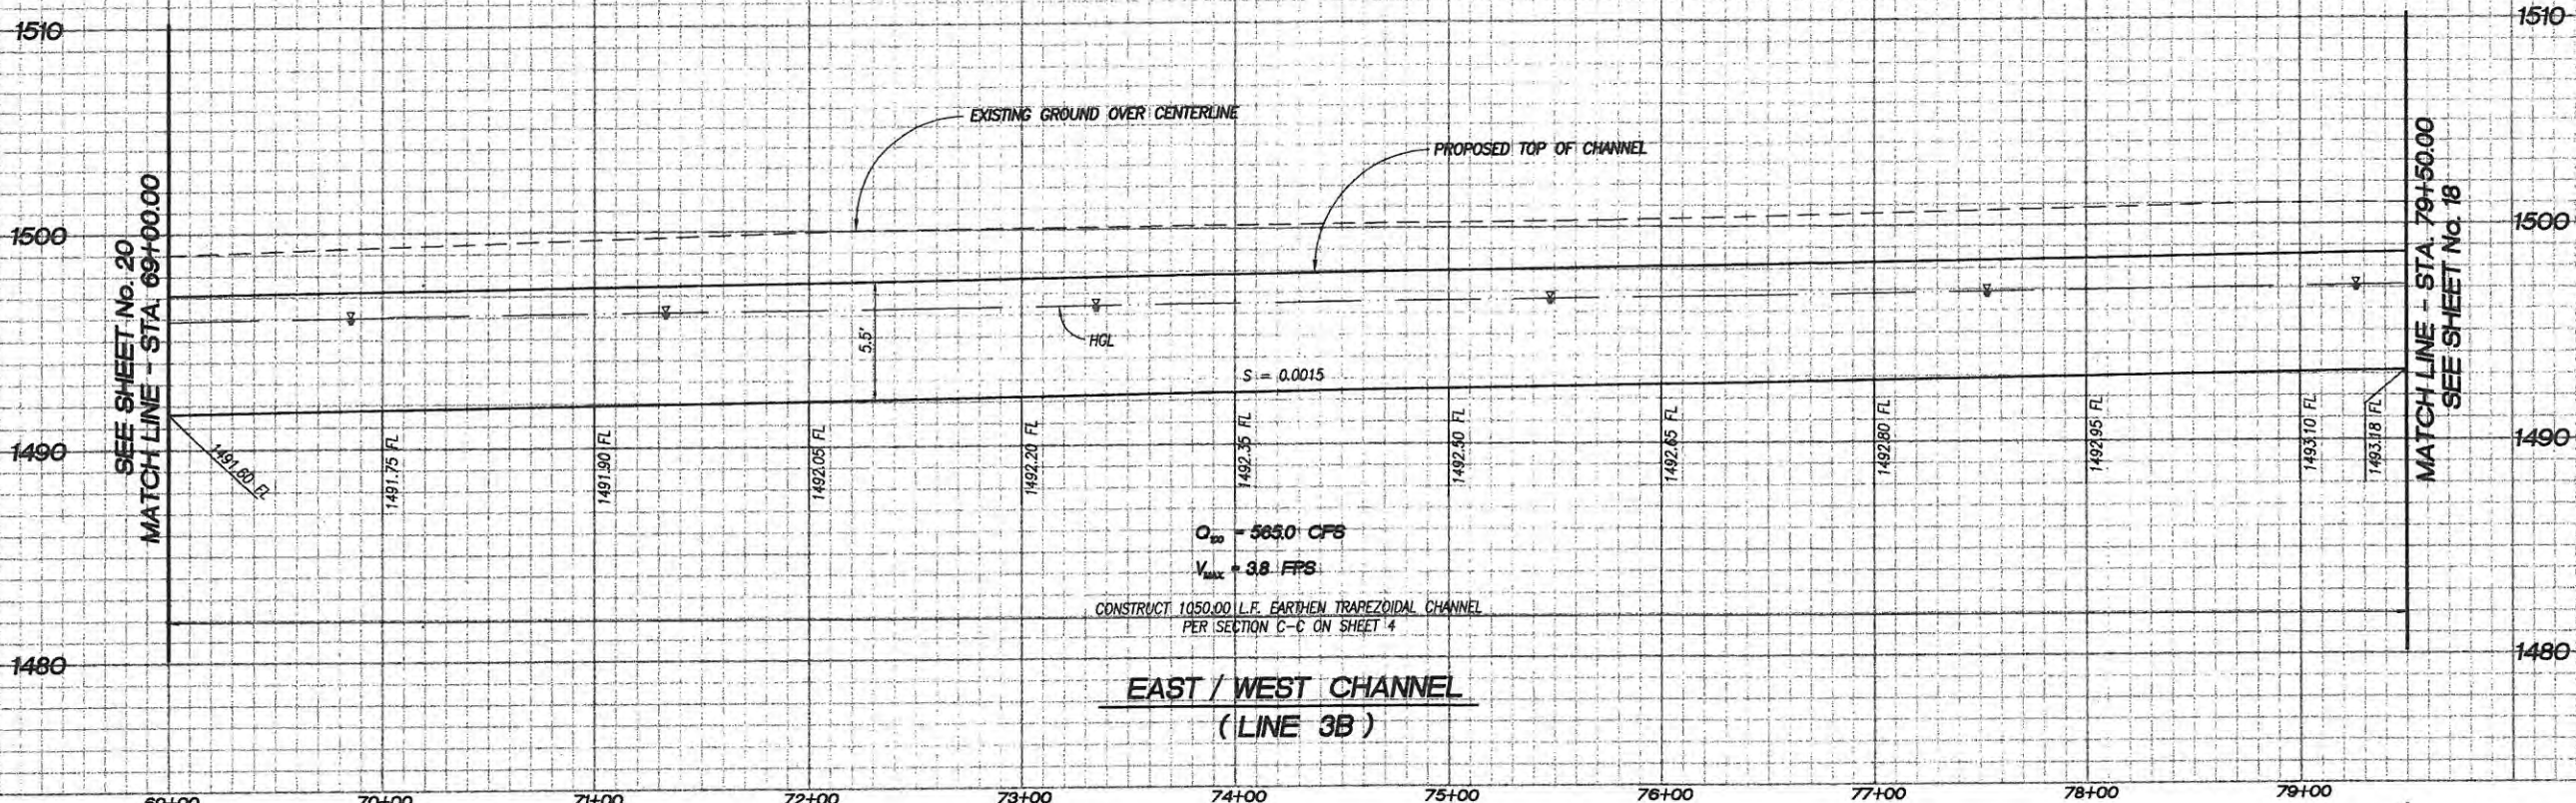 1510
1510
EXISTING GROUND OVER CENTERLINE
PROPOSED TOP OF CHANNEL
1500
1500
SEE SHEET No. 20
MATCH LINE - STA. 69+00.00
MATCH LINE - STA. 79+50.00
SEE SHEET No. 18
5.5'
HGL
S = 0.0015
1490
1490
1491.60 FL
1491.75 FL
1491.90 FL
1492.05 FL
1492.20 FL
1492.35 FL
1492.50 FL
1492.65 FL
1492.80 FL
1492.95 FL
1493.10 FL
1493.18 FL
Q100 = 565.0 CFS
VMAX = 3.8 FPS
CONSTRUCT 1050.00 L.F. EARTHEN TRAPEZOIDAL CHANNEL
PER SECTION C-C ON SHEET 4
1480
1480
EAST / WEST CHANNEL
( LINE 3B )
69+00 70+00 71+00 72+00 73+00 74+00 75+00 76+00 77+00 78+00 79+00